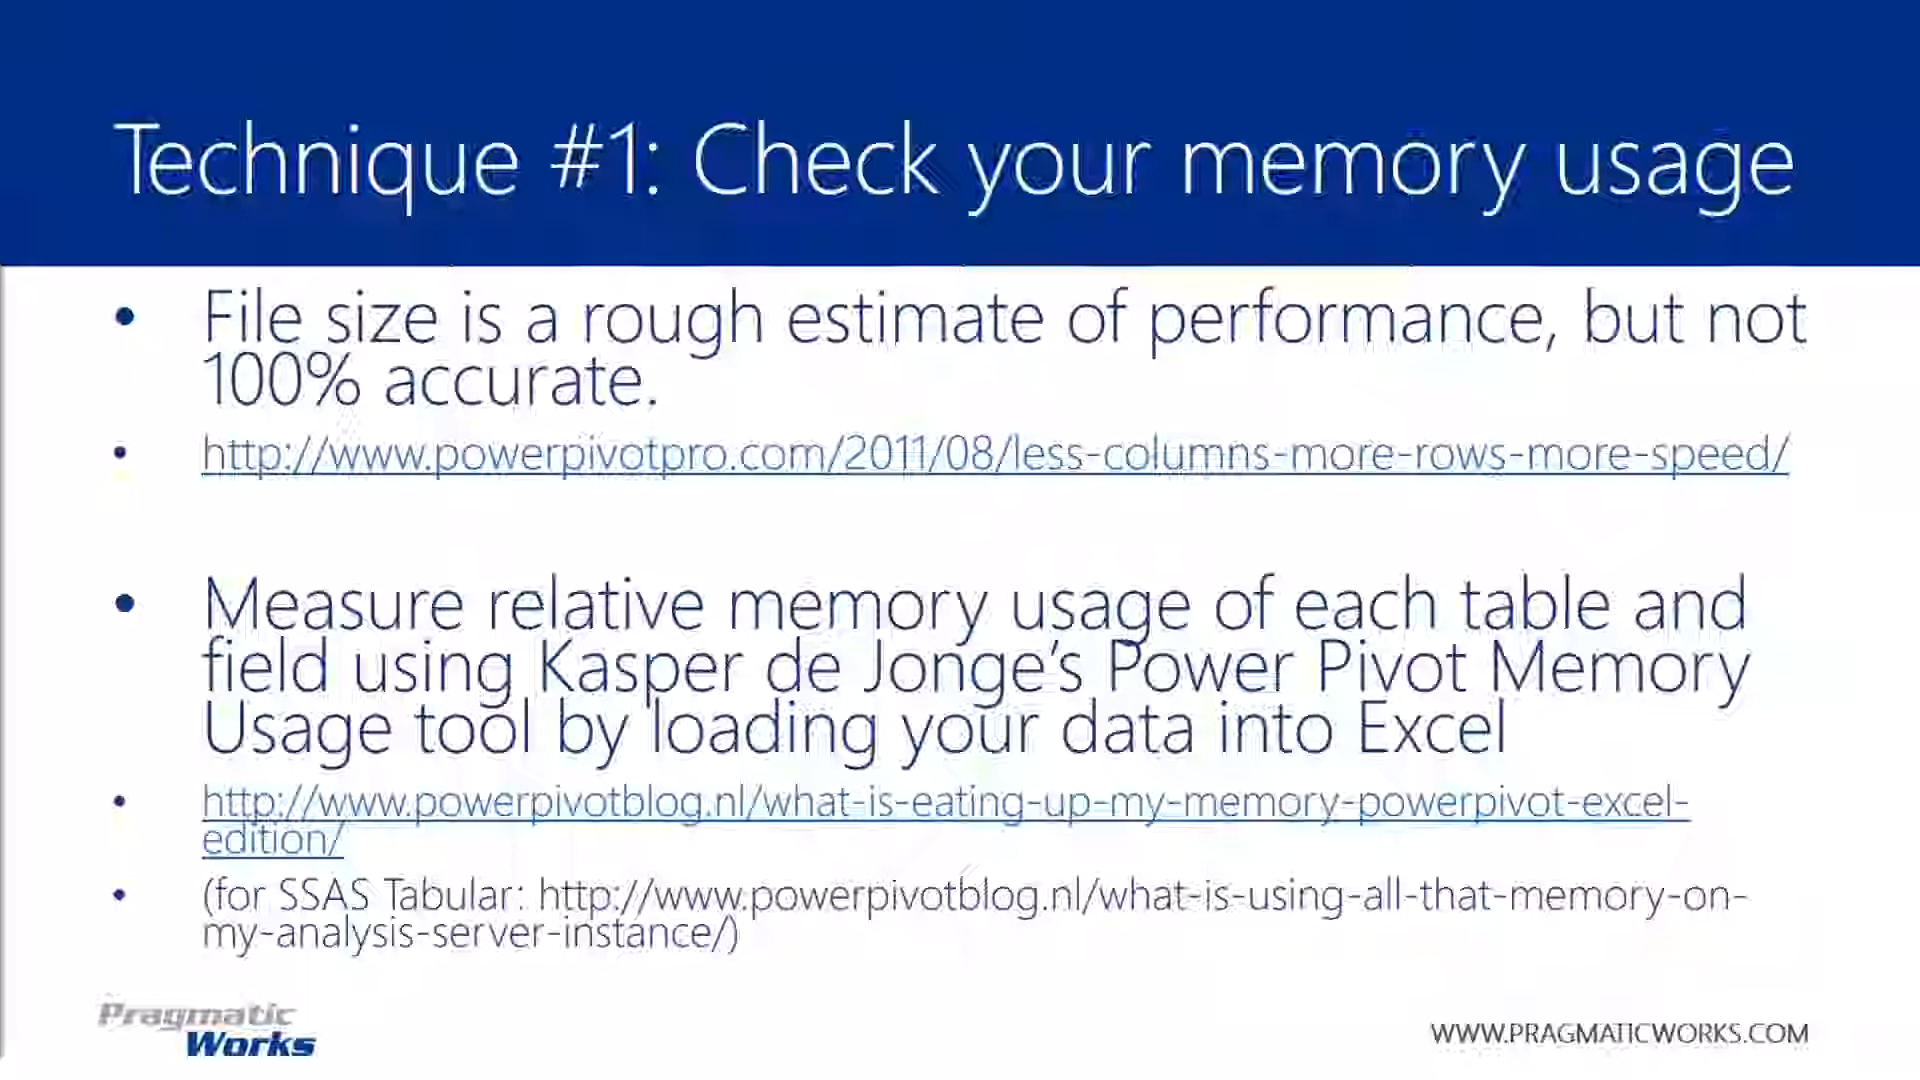 Technique #1: Check your memory usage
• File size is a rough estimate of performance, but not
100% accurate.
• http://www.powerpivotpro.com/2011/08/less-columns-more-rows-more-speed/
• Measure relative memory usage of each table and
field using Kasper de Jonge’s Power Pivot Memory
Usage tool by loading your data into Excel
• http://www.powerpivotblog.nl/what-is-eating-up-my-memory-powerpivot-excel-
edition/
• (for SSAS Tabular: http://www.powerpivotblog.nl/what-is-using-all-that-memory-on-
my-analysis-server-instance/)
Pragmatic
Works
WWW.PRAGMATICWORKS.COM